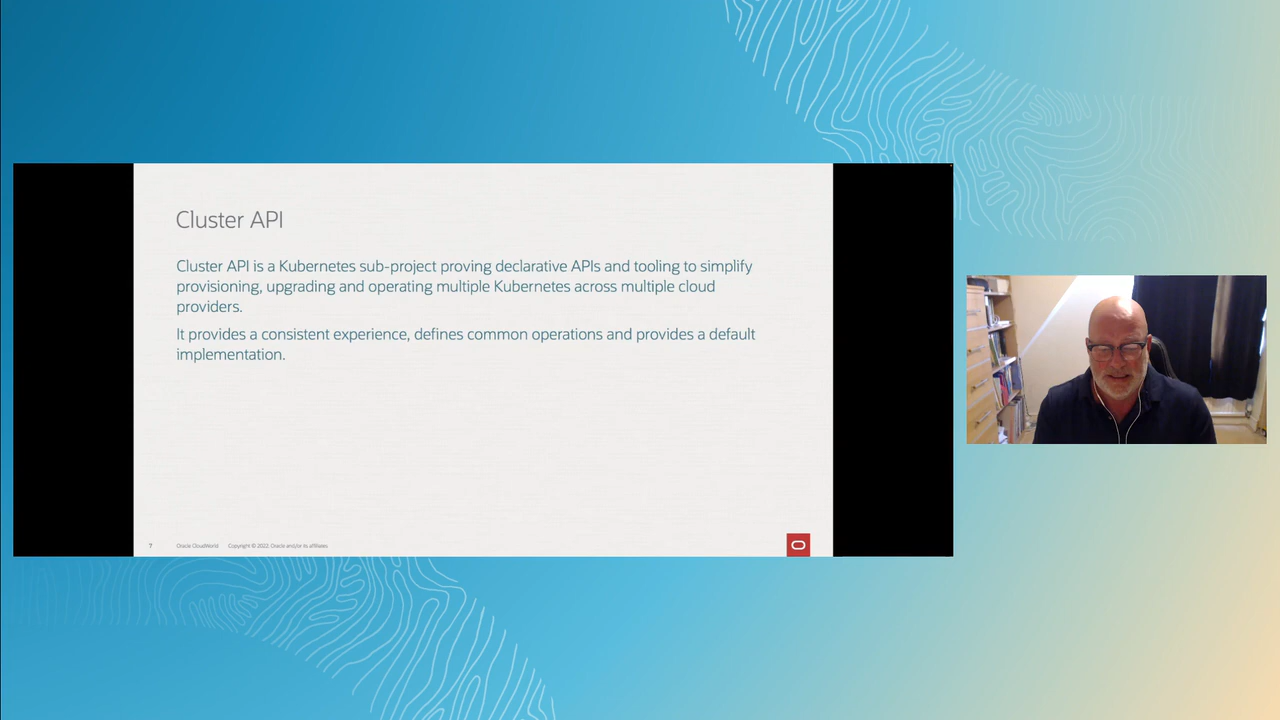 Cluster API
Cluster API is a Kubernetes sub-project proving declarative APIs and tooling to simplify
provisioning, upgrading and operating multiple Kubernetes across multiple cloud
providers.
It provides a consistent experience, defines common operations and provides a default
implementation.
7 Oracle CloudWorld Copyright © 2022, Oracle and/or its affiliates